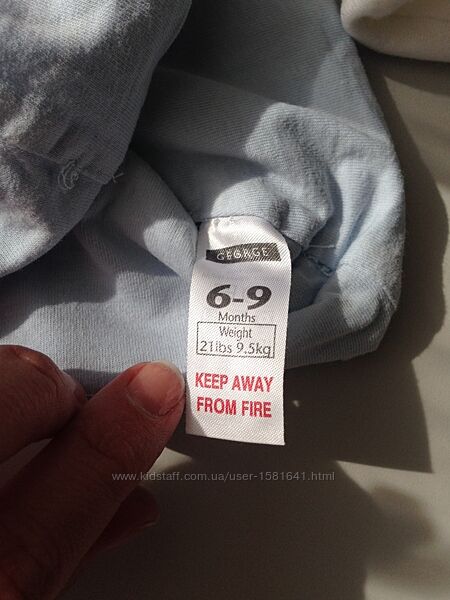 GEORGE
6-9
Months
Weight
21lbs 9.5kg
KEEP AWAY
FROM FIRE
www.kidstaff.com.ua/user-1581641.html